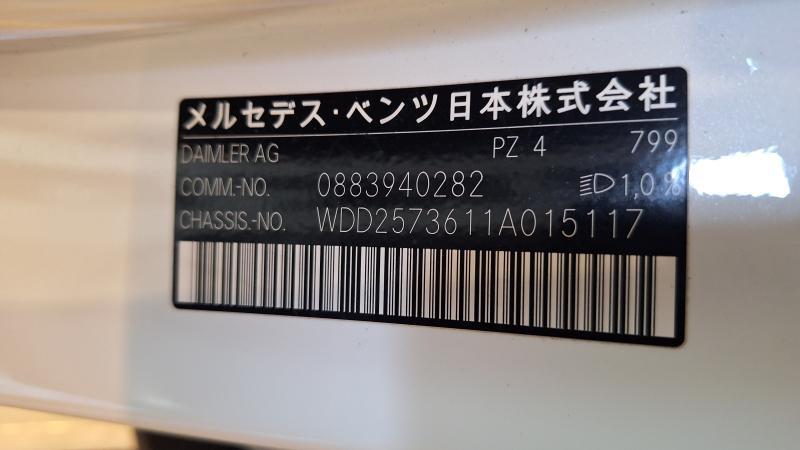 メルセデス・ベンツ日本株式会社
DAIMLER AG PZ 4 799
COMM.-NO. 0883940282 1,0%
CHASSIS.-NO. WDD2573611A015117